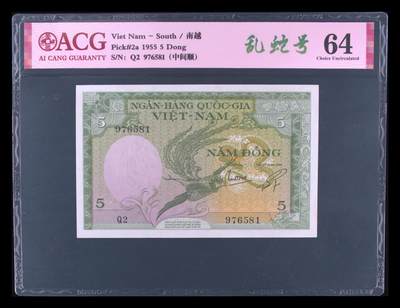 ACG
AI CANG GUARANTY
Viet Nam - South / 南越
Pick#2a 1955 5 Dong
S/N: Q2 976581 (中间顺)
乱蛇号
64
Choice Uncirculated
NGÂN-HÀNG QUỐC-GIA
VIỆT-NAM
5
5
976581
NĂM ĐỒNG
5
5
Q2
976581